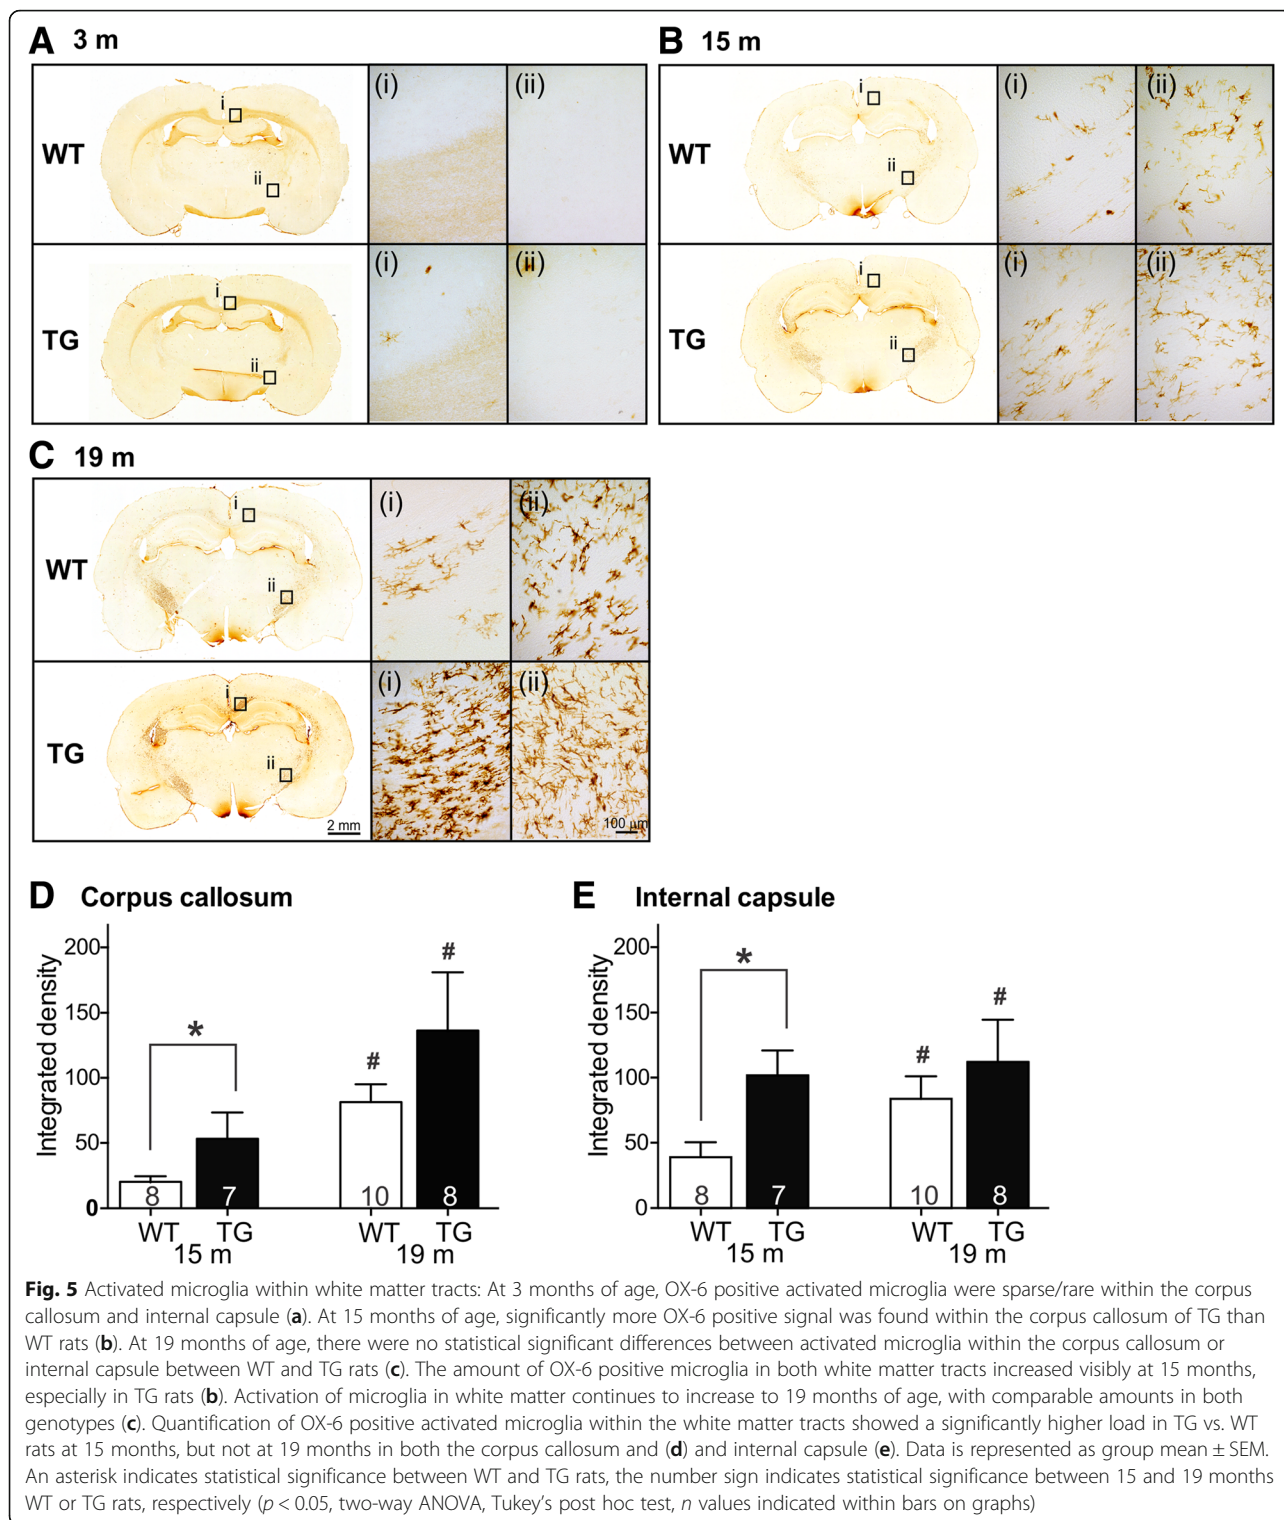 A 3 m
B 15 m
i
(i)
(ii)
WT
ii
i
(i)
(ii)
WT
ii
i
(i)
(ii)
TG
ii
i
(i)
(ii)
TG
ii
C 19 m
i
(i)
(ii)
WT
ii
i
(i)
(ii)
TG
ii
2 mm
100 µm
D Corpus callosum
Integrated density
200
150
100
50
0
*
#
#
8
7
10
8
WT
TG
WT
TG
15 m
19 m
E Internal capsule
Integrated density
200
150
100
50
0
*
#
#
8
7
10
8
WT
TG
WT
TG
15 m
19 m
Fig. 5 Activated microglia within white matter tracts: At 3 months of age, OX-6 positive activated microglia were sparse/rare within the corpus
callosum and internal capsule (a). At 15 months of age, significantly more OX-6 positive signal was found within the corpus callosum of TG than
WT rats (b). At 19 months of age, there were no statistical significant differences between activated microglia within the corpus callosum or
internal capsule between WT and TG rats (c). The amount of OX-6 positive microglia in both white matter tracts increased visibly at 15 months,
especially in TG rats (b). Activation of microglia in white matter continues to increase to 19 months of age, with comparable amounts in both
genotypes (c). Quantification of OX-6 positive activated microglia within the white matter tracts showed a significantly higher load in TG vs. WT
rats at 15 months, but not at 19 months in both the corpus callosum and (d) and internal capsule (e). Data is represented as group mean ± SEM.
An asterisk indicates statistical significance between WT and TG rats, the number sign indicates statistical significance between 15 and 19 months
WT or TG rats, respectively (p < 0.05, two-way ANOVA, Tukey's post hoc test, n values indicated within bars on graphs)